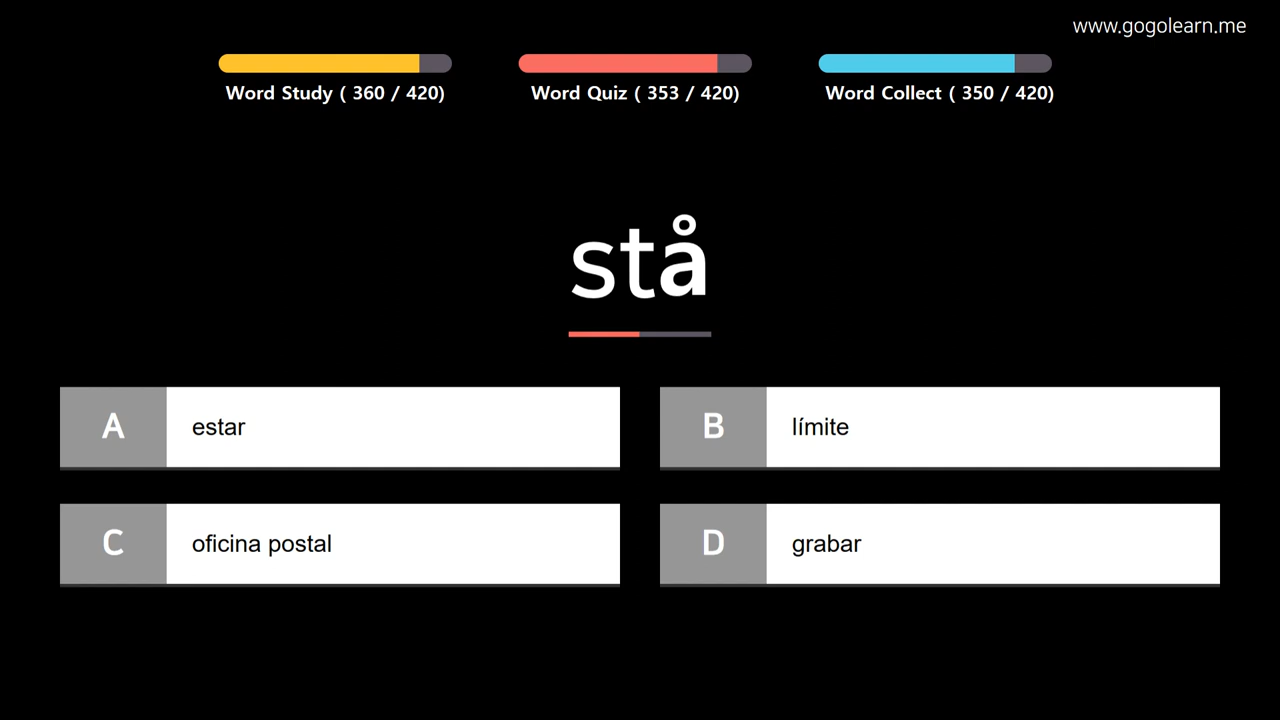 www.gogolearn.me
Word Study ( 360 / 420)
Word Quiz ( 353 / 420)
Word Collect ( 350 / 420)
stå
A
estar
B
límite
C
oficina postal
D
grabar